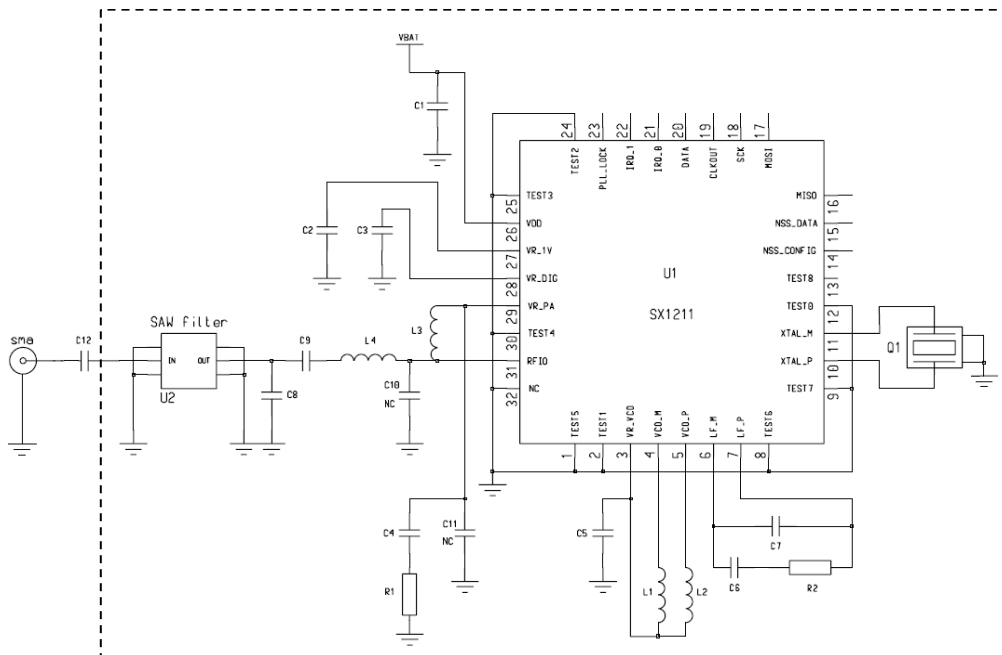 VBAT
C1
24
23
22
21
20
19
18
17
TEST2
PLL_LOCK
IRQ_1
IRQ_0
DATA
CLKOUT
SCK
MOSI
TEST3
25
VDD
26
VR_1V
27
VR_DIG
28
VR_PA
29
TEST4
30
RFIO
31
NC
32
MISO
16
NSS_DATA
15
NSS_CONFIG
14
TEST8
13
TEST0
12
XTAL_M
11
XTAL_P
10
TEST7
9
U1
SX1211
C2
C3
L3
SAW filter
sma
C12
IN
OUT
U2
C9
L4
C8
C10
NC
Q1
TEST5
TEST1
VR_VCO
VCO_M
VCO_P
LF_M
LF_P
TEST6
1
2
3
4
5
6
7
8
C4
C11
NC
R1
C5
L1
L2
C7
C6
R2